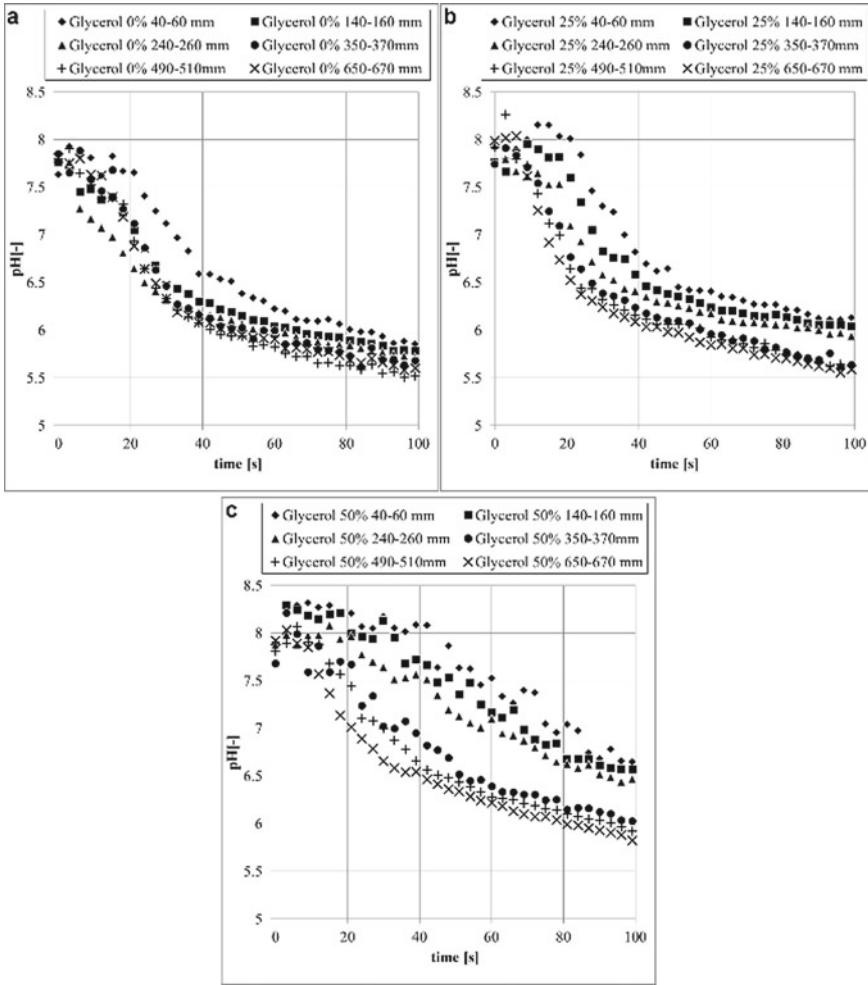 a
◆ Glycerol 0% 40-60 mm ■ Glycerol 0% 140-160 mm
▲ Glycerol 0% 240-260 mm ● Glycerol 0% 350-370mm
+ Glycerol 0% 490-510mm × Glycerol 0% 650-670 mm
8.5
8
7.5
7
6.5
6
5.5
5
pH[-]
0 20 40 60 80 100
time [s]
b
◆ Glycerol 25% 40-60 mm ■ Glycerol 25% 140-160 mm
▲ Glycerol 25% 240-260 mm ● Glycerol 25% 350-370mm
+ Glycerol 25% 490-510mm × Glycerol 25% 650-670 mm
8.5
8
7.5
7
6.5
6
5.5
5
pH[-]
0 20 40 60 80 100
time [s]
c
◆ Glycerol 50% 40-60 mm ■ Glycerol 50% 140-160 mm
▲ Glycerol 50% 240-260 mm ● Glycerol 50% 350-370mm
+ Glycerol 50% 490-510mm × Glycerol 50% 650-670 mm
8.5
8
7.5
7
6.5
6
5.5
5
pH[-]
0 20 40 60 80 100
time [s]